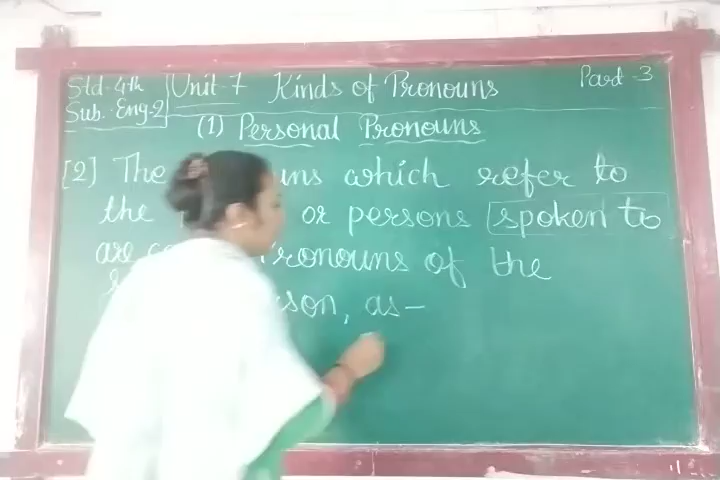 Std. 4th Unit-7 Kinds of Pronouns Part-3
Sub. Eng-2
(1) Personal Pronouns
[2] The uns which refer to
the or persons spoken to
are ronouns of the
son, as-